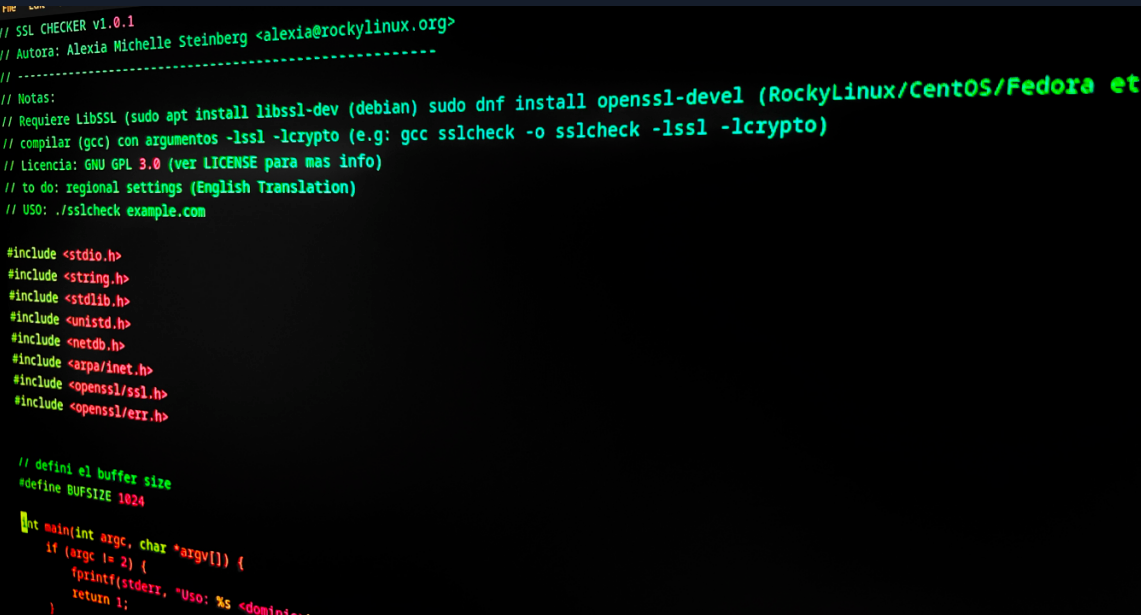 File
// SSL CHECKER v1.0.1
// Autora: Alexia Michelle Steinberg <alexia@rockylinux.org>
// ------------------------------------------------------
// Notas:
// Requiere LibSSL (sudo apt install libssl-dev (debian) sudo dnf install openssl-devel (RockyLinux/CentOS/Fedora et
// compilar (gcc) con argumentos -lssl -lcrypto (e.g: gcc sslcheck -o sslcheck -lssl -lcrypto)
// Licencia: GNU GPL 3.0 (ver LICENSE para mas info)
// to do: regional settings (English Translation)
// USO: ./sslcheck example.com
#include <stdio.h>
#include <string.h>
#include <stdlib.h>
#include <unistd.h>
#include <netdb.h>
#include <arpa/inet.h>
#include <openssl/ssl.h>
#include <openssl/err.h>
// defini el buffer size
#define BUFSIZE 1024
int main(int argc, char *argv[]) {
if (argc != 2) {
fprintf(stderr, "Uso: %s <dominio
return 1;
}